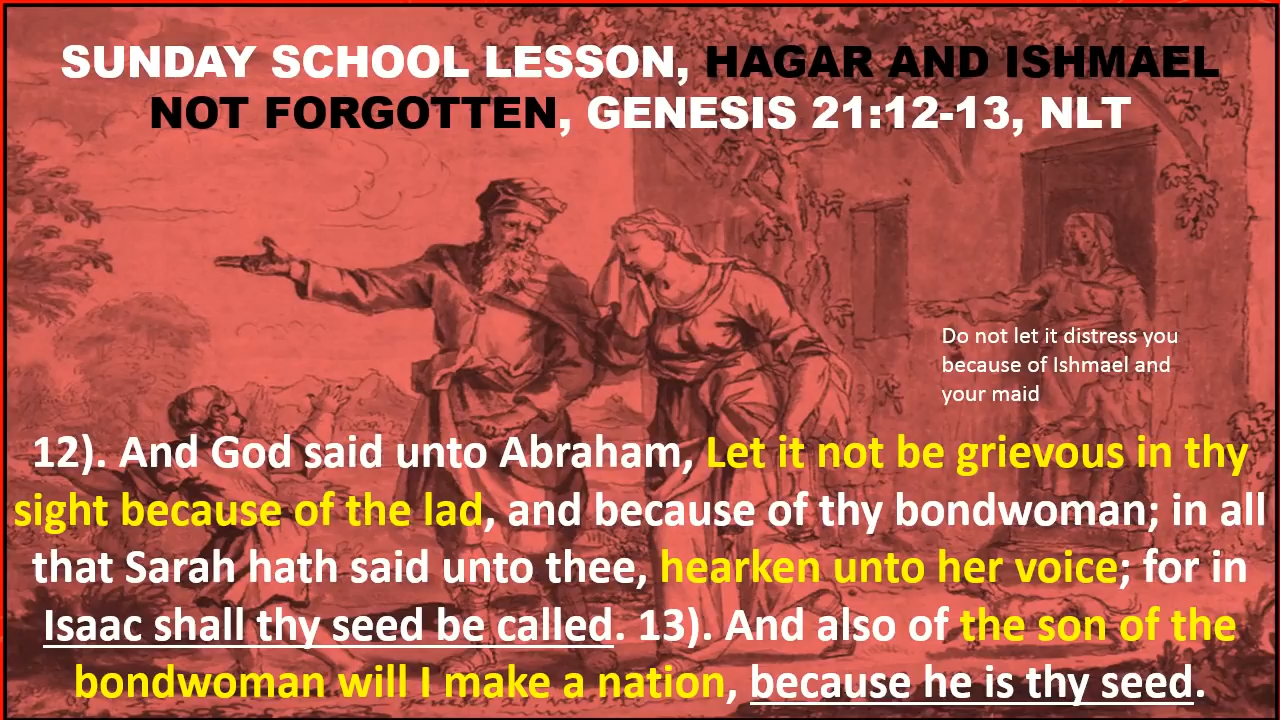 SUNDAY SCHOOL LESSON, HAGAR AND ISHMAEL
NOT FORGOTTEN, GENESIS 21:12-13, NLT
Do not let it distress you
because of Ishmael and
your maid
12). And God said unto Abraham, Let it not be grievous in thy
sight because of the lad, and because of thy bondwoman; in all
that Sarah hath said unto thee, hearken unto her voice; for in
Isaac shall thy seed be called. 13). And also of the son of the
bondwoman will I make a nation, because he is thy seed.